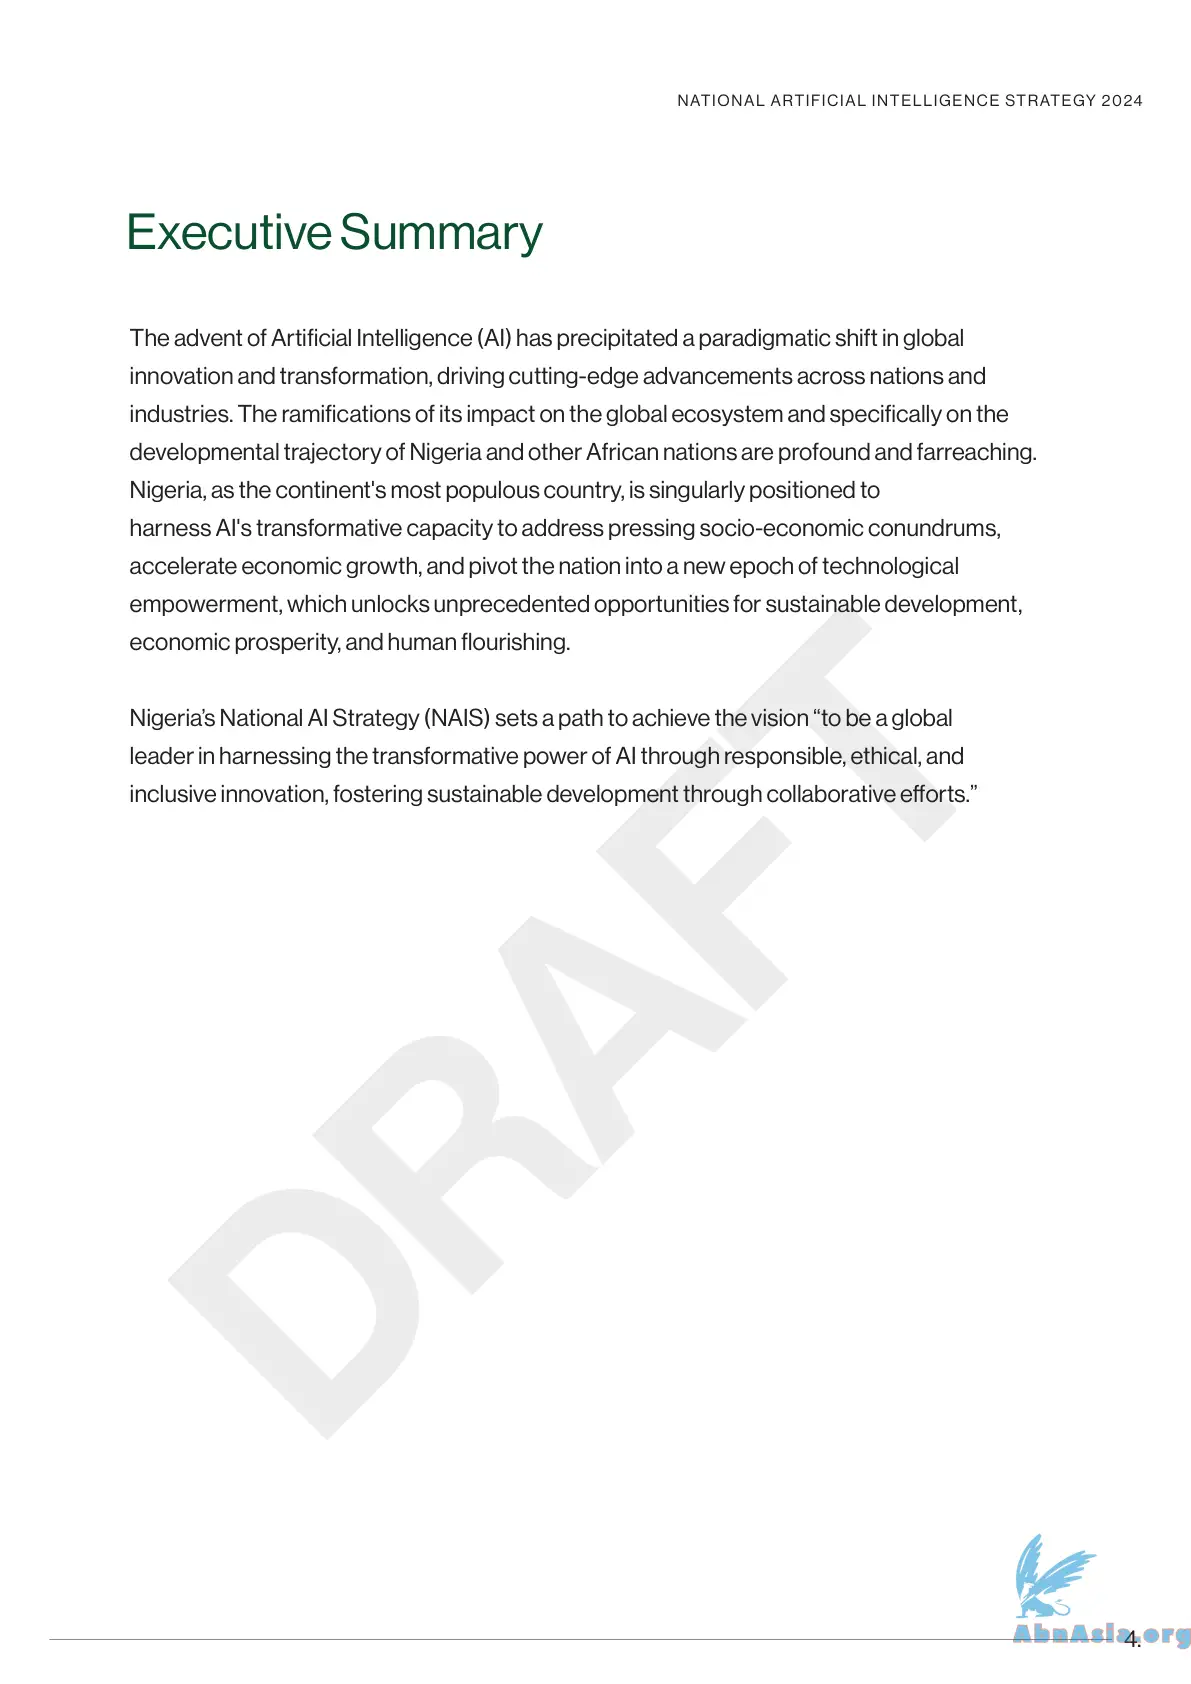 NATIONAL ARTIFICIAL INTELLIGENCE STRATEGY 2024
Executive Summary
The advent of Artificial Intelligence (AI) has precipitated a paradigmatic shift in global
innovation and transformation, driving cutting-edge advancements across nations and
industries. The ramifications of its impact on the global ecosystem and specifically on the
developmental trajectory of Nigeria and other African nations are profound and farreaching.
Nigeria, as the continent's most populous country, is singularly positioned to
harness AI's transformative capacity to address pressing socio-economic conundrums,
accelerate economic growth, and pivot the nation into a new epoch of technological
empowerment, which unlocks unprecedented opportunities for sustainable development,
economic prosperity, and human flourishing.
Nigeria’s National AI Strategy (NAIS) sets a path to achieve the vision “to be a global
leader in harnessing the transformative power of AI through responsible, ethical, and
inclusive innovation, fostering sustainable development through collaborative efforts.”
DRAFT
AbnAsia.org
4.